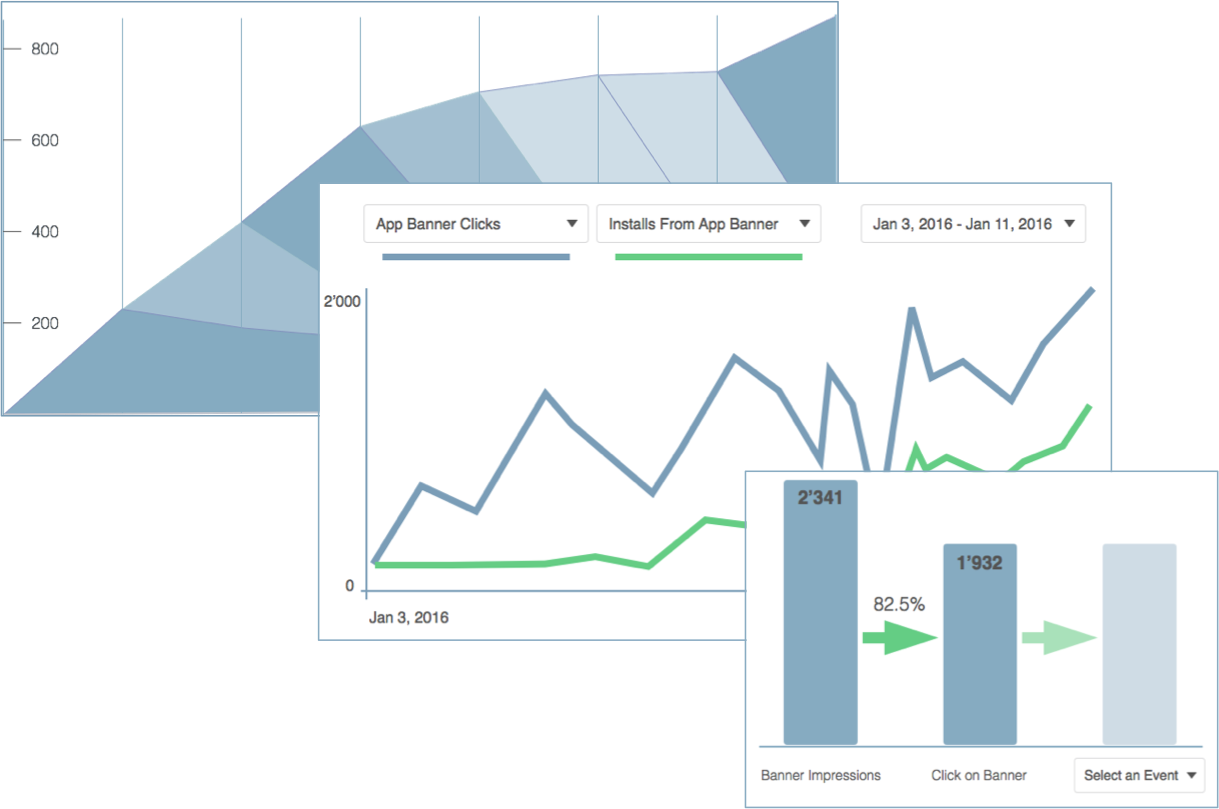 800
600
400
200
App Banner Clicks
Installs From App Banner
Jan 3, 2016 - Jan 11, 2016
2’000
0
Jan 3, 2016
2’341
1’932
82.5%
Banner Impressions
Click on Banner
Select an Event